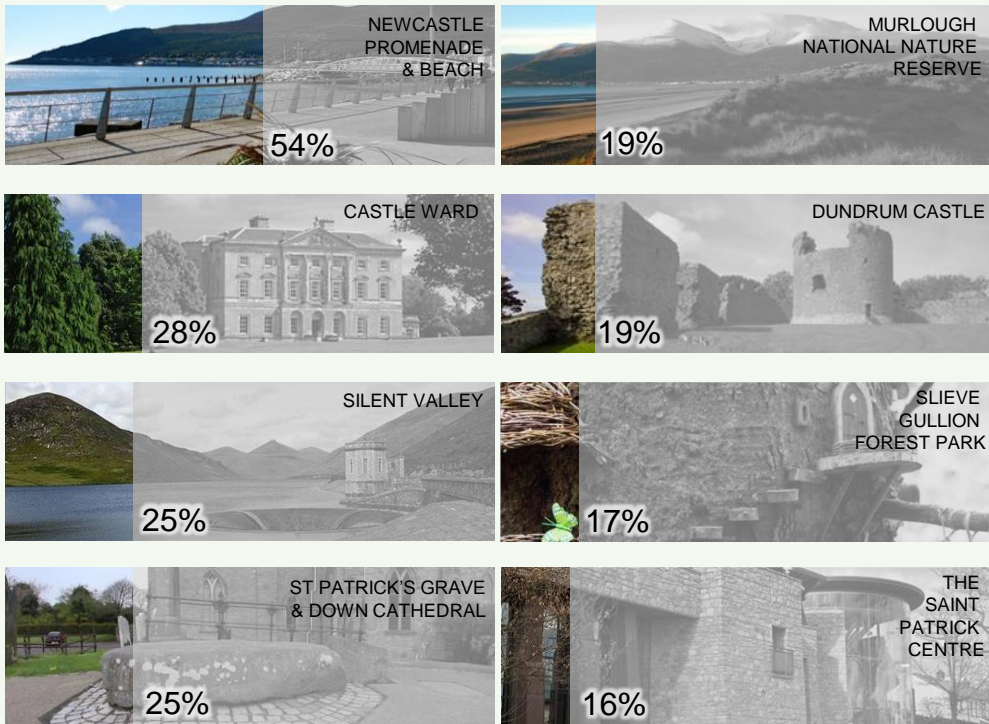 NEWCASTLE
PROMENADE
& BEACH
54%
MURLOUGH
NATIONAL NATURE
RESERVE
19%
CASTLE WARD
28%
DUNDRUM CASTLE
19%
SILENT VALLEY
25%
SLIEVE
GULLION
FOREST PARK
17%
ST PATRICK'S GRAVE
& DOWN CATHEDRAL
25%
THE
SAINT
PATRICK
CENTRE
16%